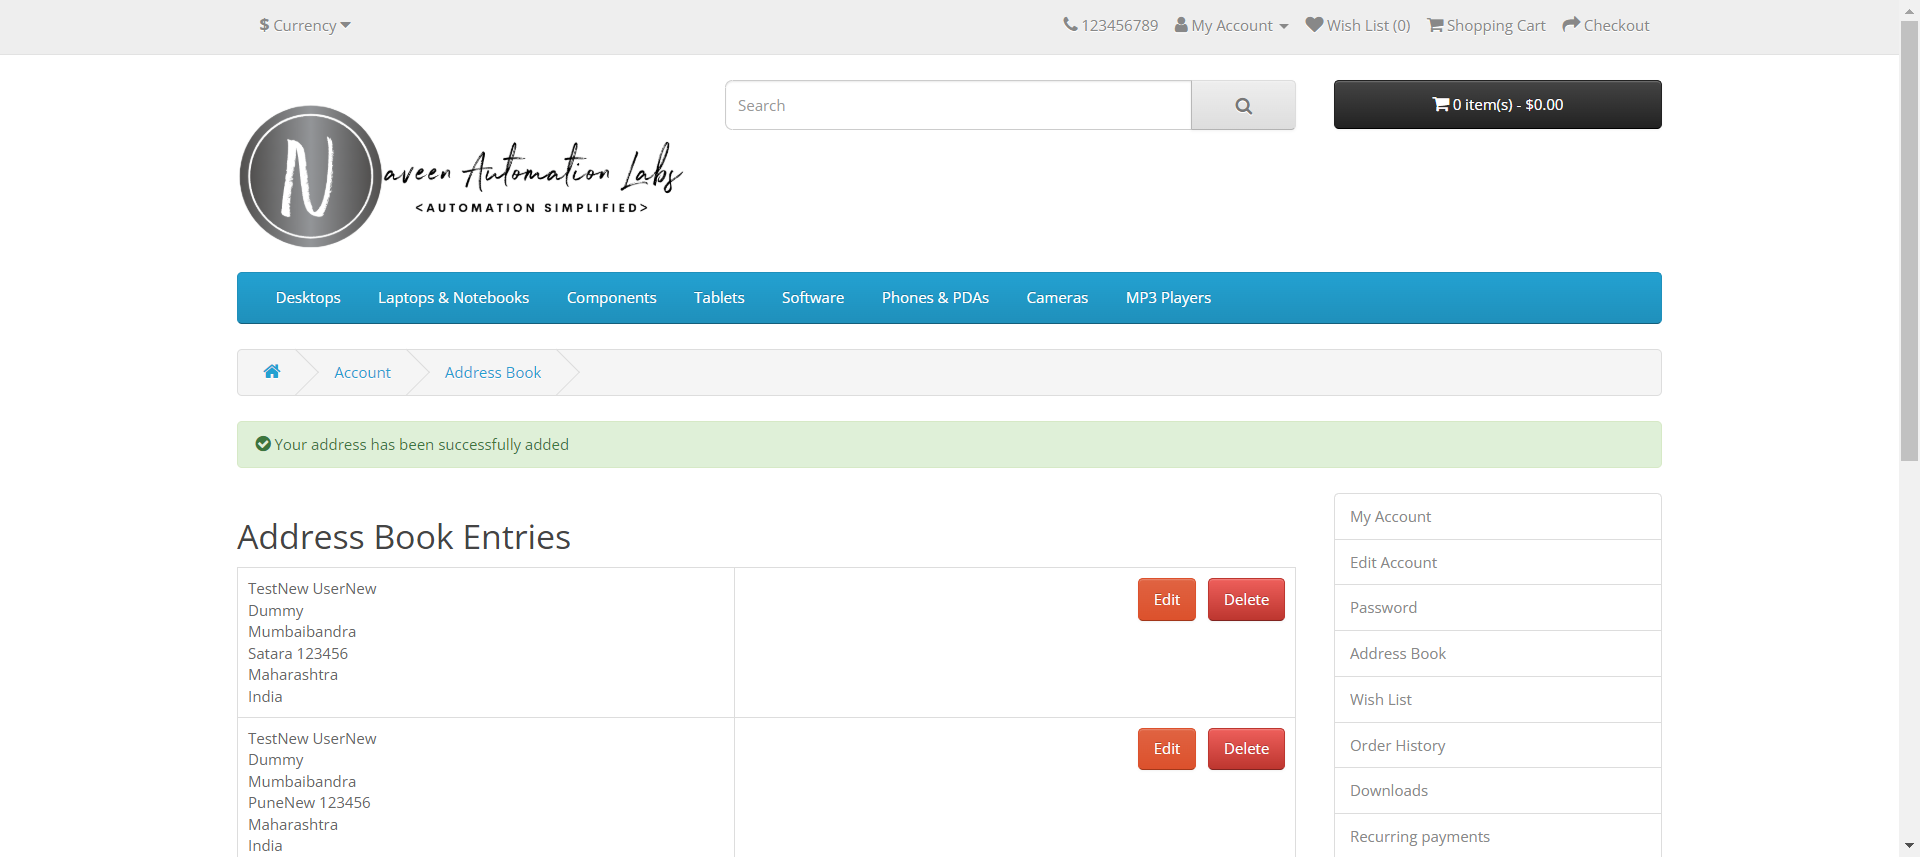 $ Currency
123456789 My Account Wish List (0) Shopping Cart Checkout
Search
0 item(s) - $0.00
Naveen Automation Labs
<AUTOMATION SIMPLIFIED>
Desktops Laptops & Notebooks Components Tablets Software Phones & PDAs Cameras MP3 Players
Account Address Book
Your address has been successfully added
Address Book Entries
TestNew UserNew
Dummy
Mumbaibandra
Satara 123456
Maharashtra
India
Edit Delete
TestNew UserNew
Dummy
Mumbaibandra
PuneNew 123456
Maharashtra
India
Edit Delete
My Account
Edit Account
Password
Address Book
Wish List
Order History
Downloads
Recurring payments